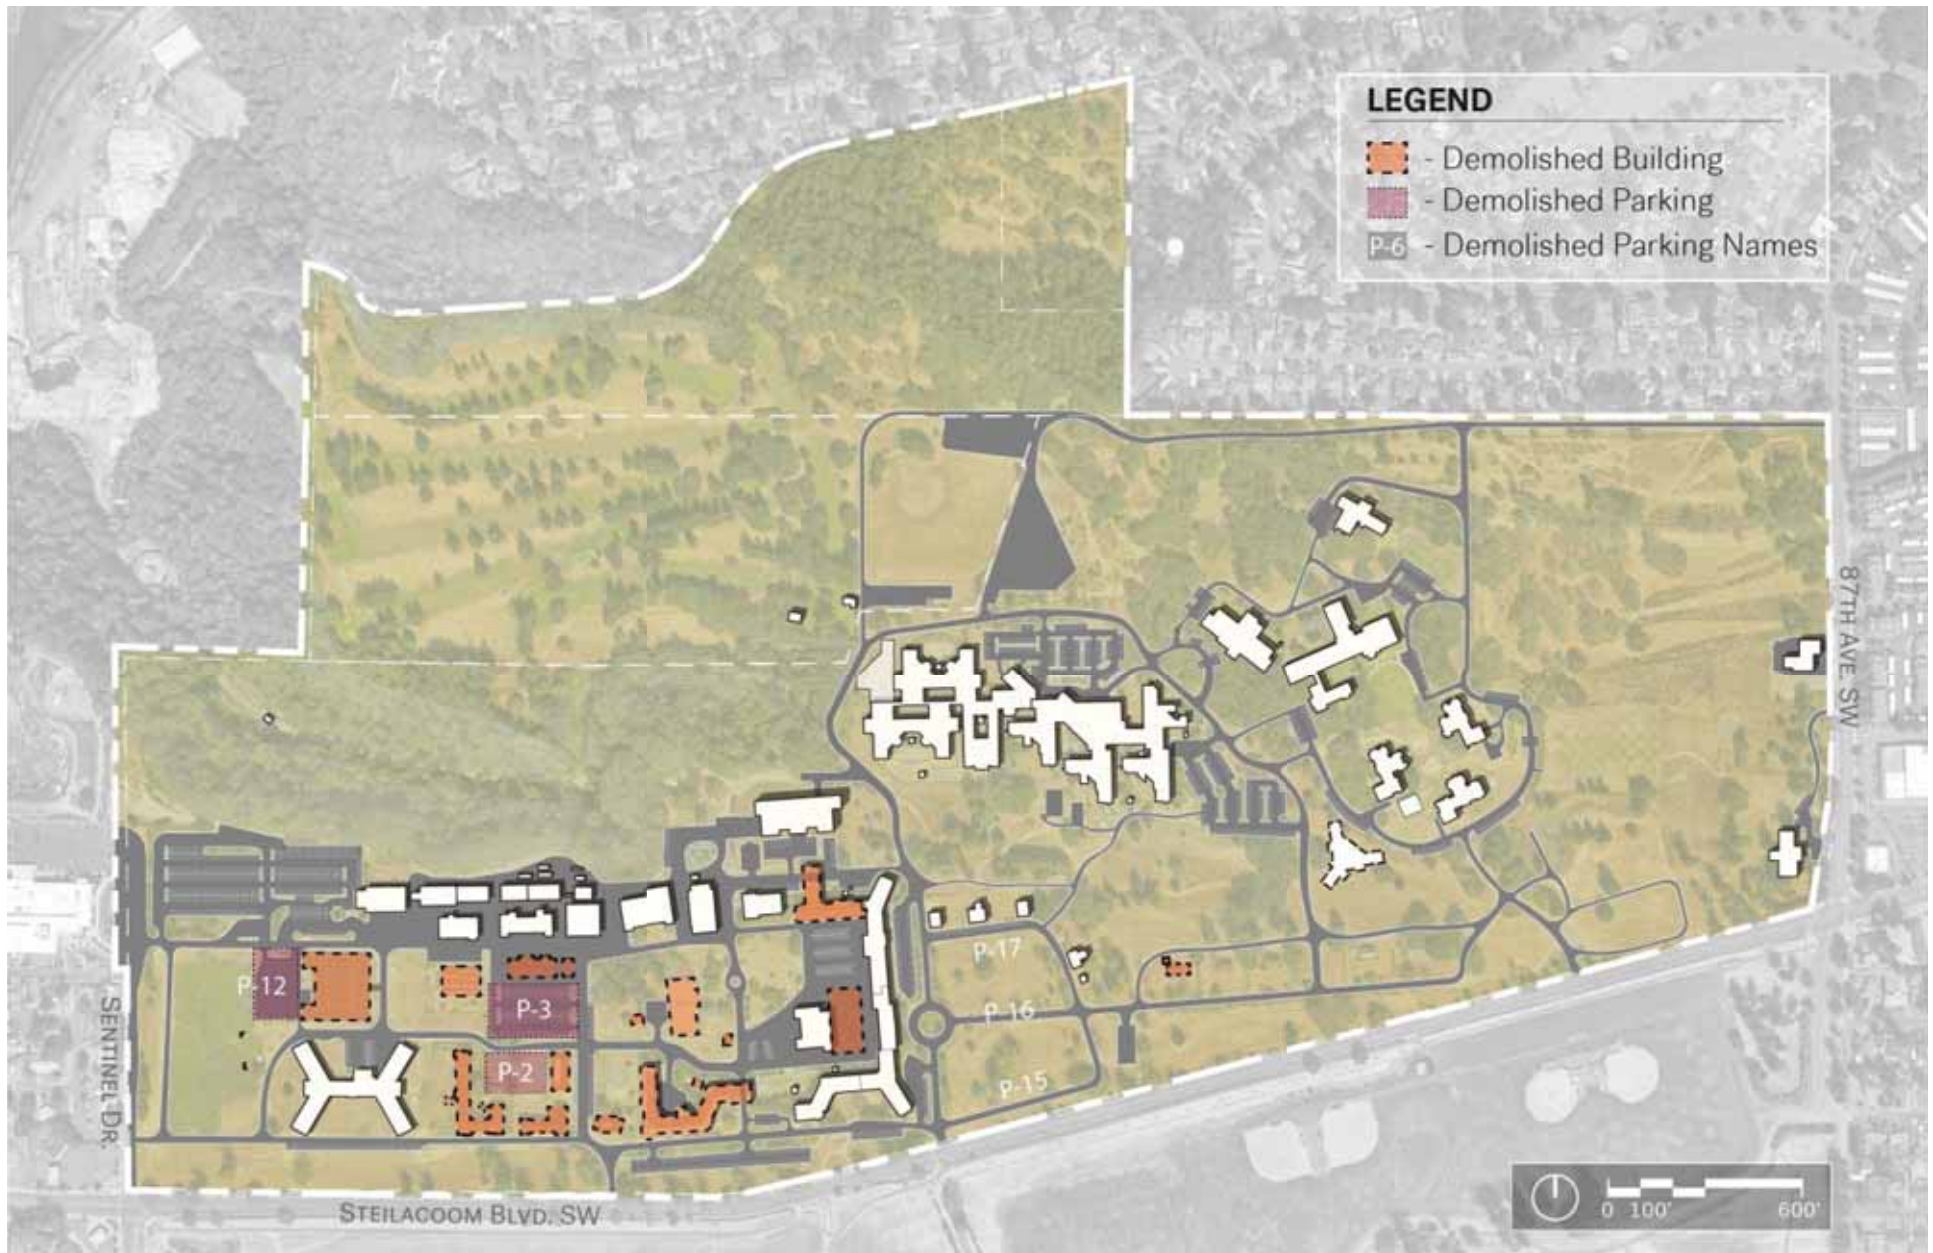 LEGEND
- Demolished Building
- Demolished Parking
P-6 - Demolished Parking Names
87TH AVE SW
P-17
P-12
P-3
P-16
SENTINEL DR.
P-2
P-15
STEILACOOM BLVD. SW
0 100' 600'